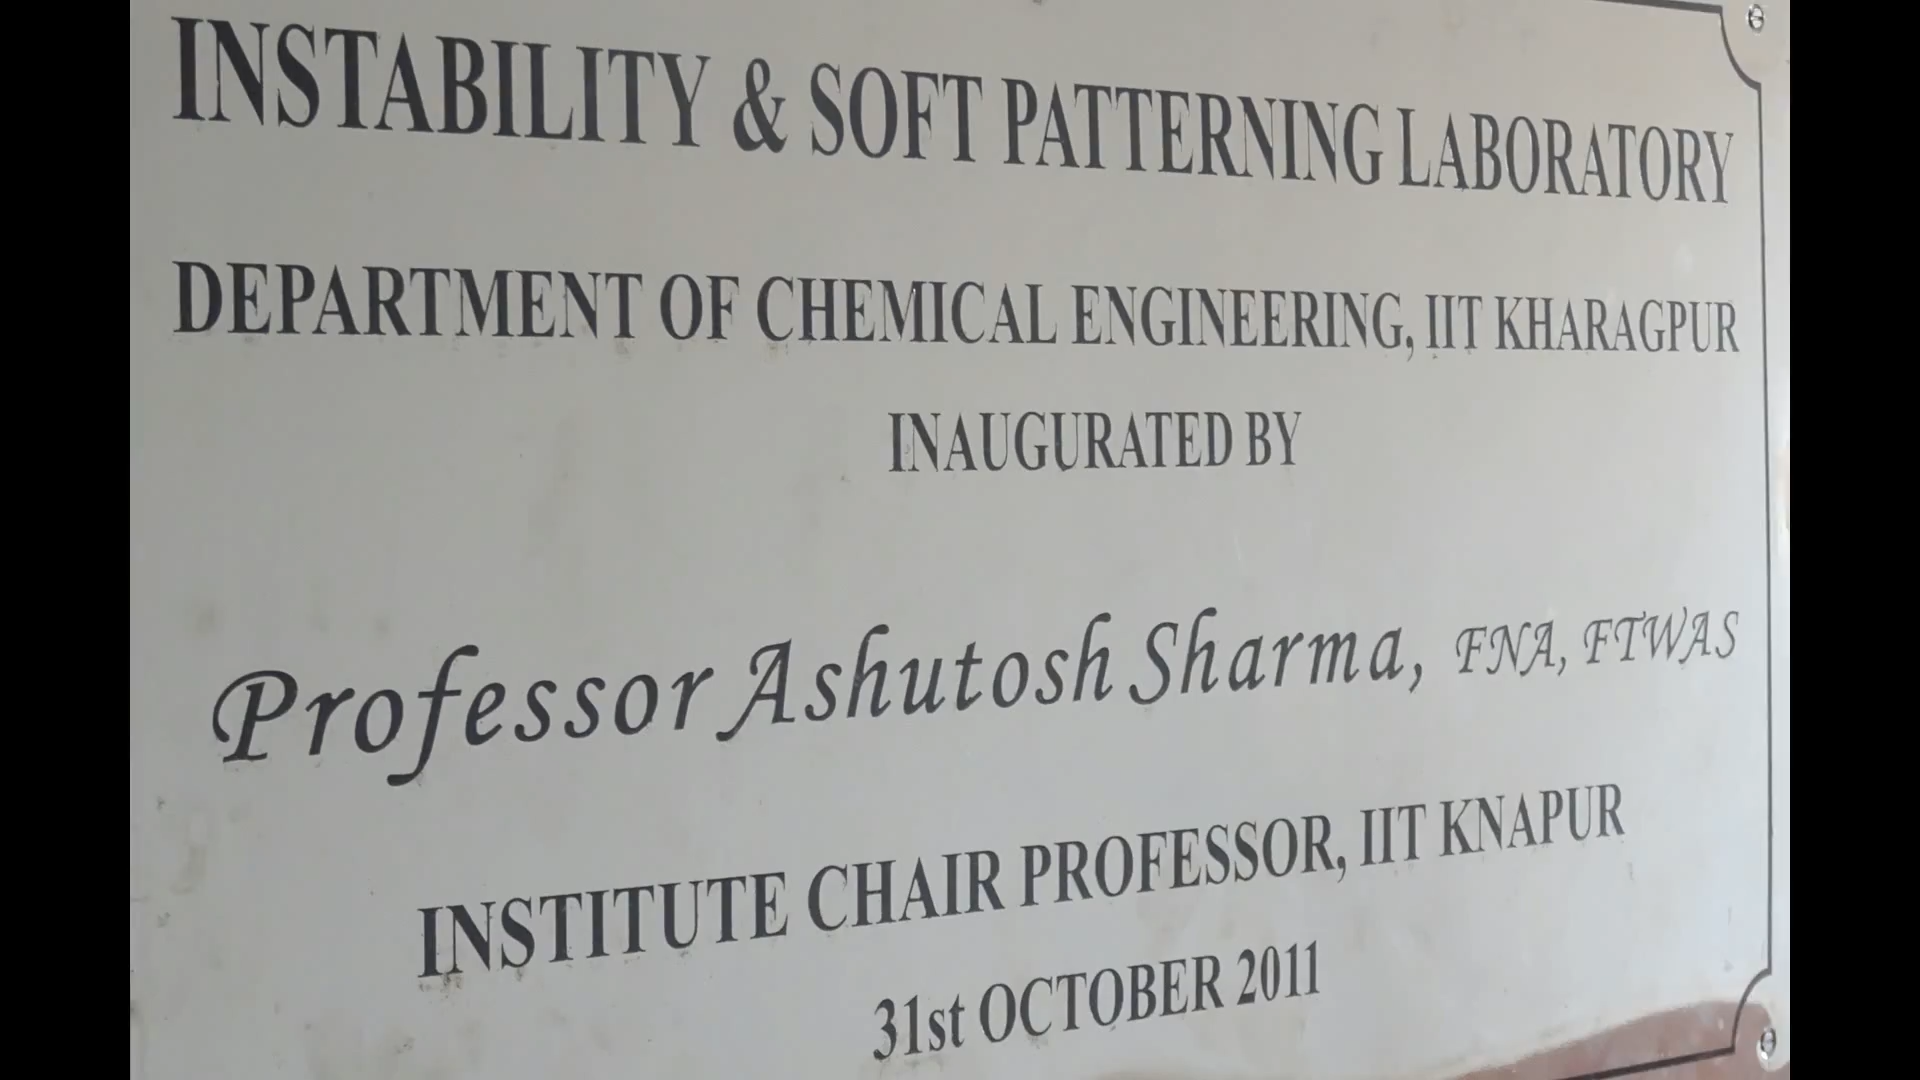 INSTABILITY & SOFT PATTERNING LABORATORY
DEPARTMENT OF CHEMICAL ENGINEERING, IIT KHARAGPUR
INAUGURATED BY
Professor Ashutosh Sharma, FNA, FTWAS
INSTITUTE CHAIR PROFESSOR, IIT KNAPUR
31st OCTOBER 2011